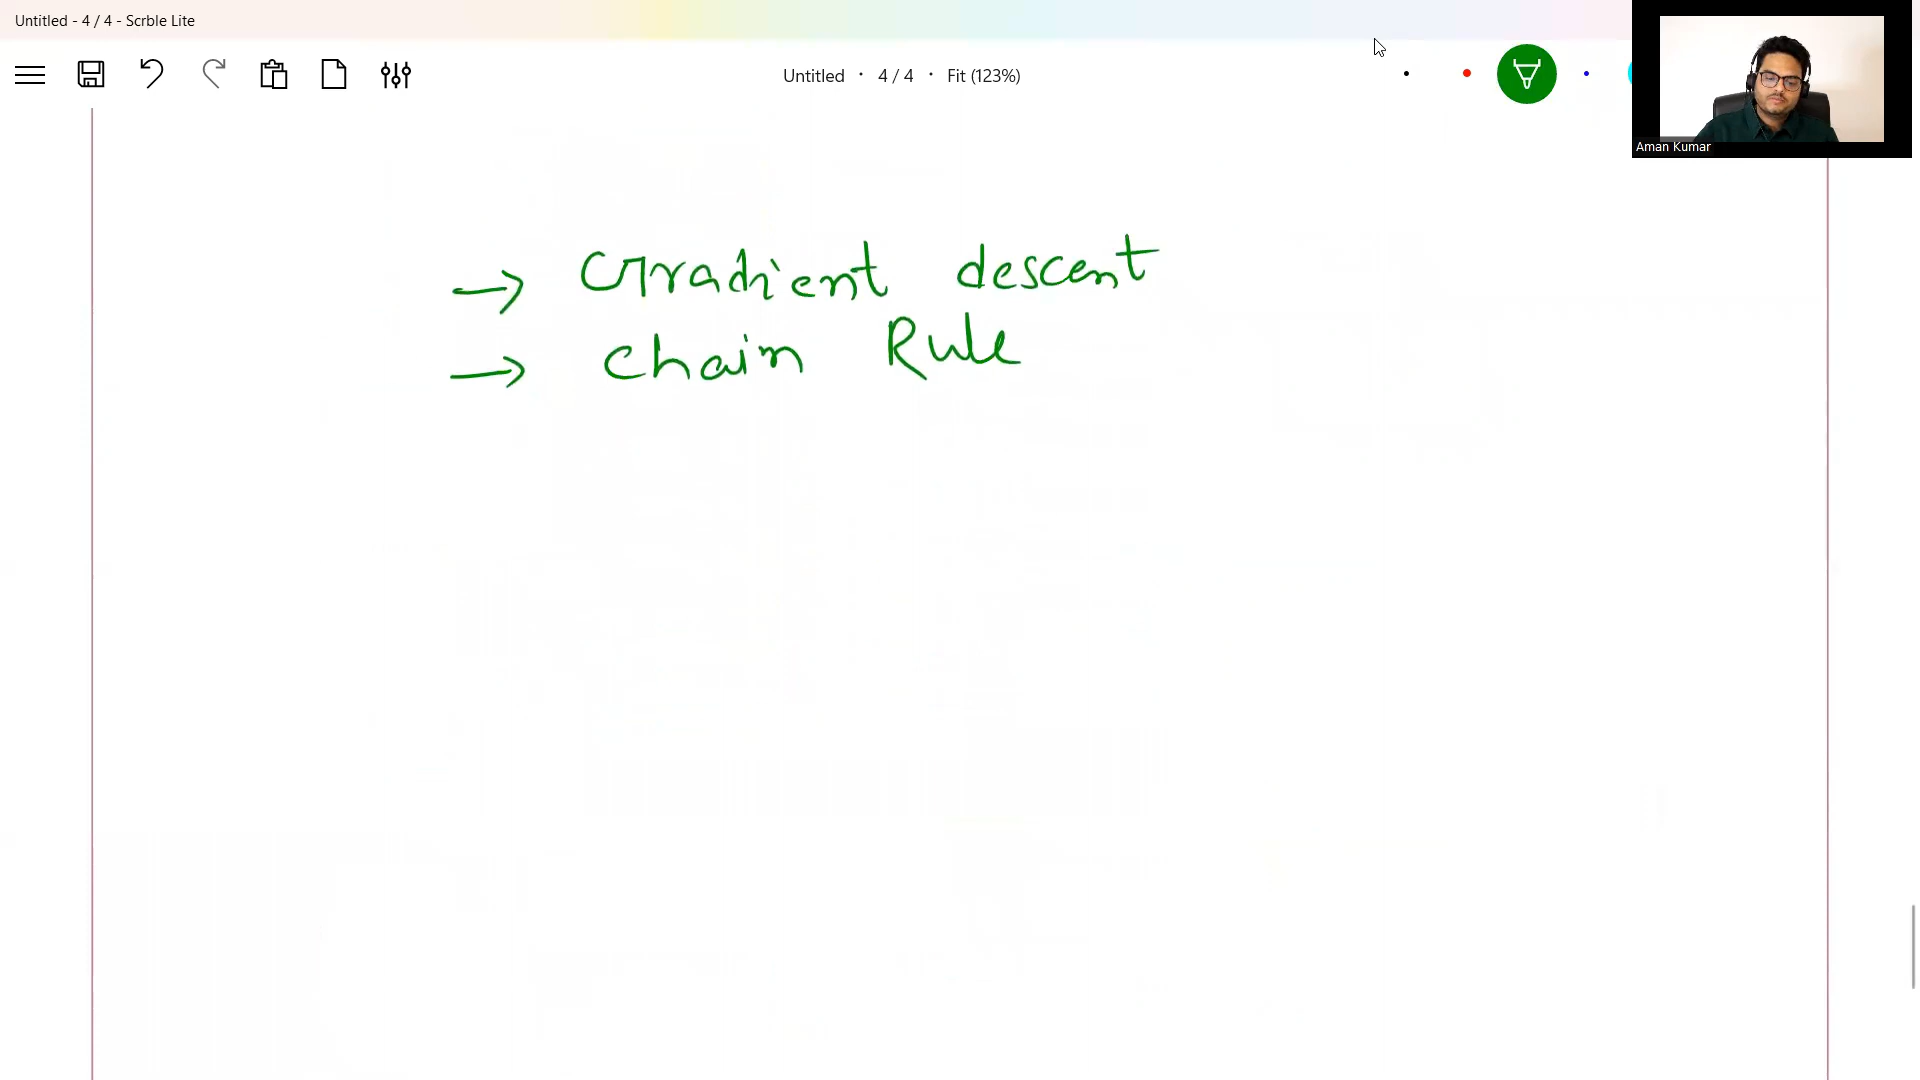 Untitled - 4 / 4 - Scrble Lite
Untitled • 4 / 4 • Fit (123%)
Aman Kumar
→ Gradient descent
→ chain Rule